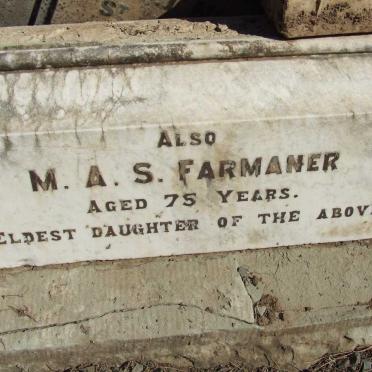 ALSO
M. A. S. FARMANER
AGED 75 YEARS.
ELDEST DAUGHTER OF THE ABOVE